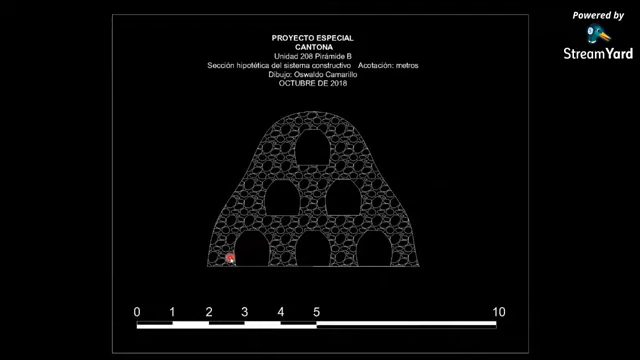 Powered by
StreamYard
PROYECTO ESPECIAL
CANTONA
Unidad 208 Pirámide B
Sección hipotética del sistema constructivo Acotación: metros
Dibujo: Oswaldo Camarillo
OCTUBRE DE 2018
0 1 2 3 4 5 10